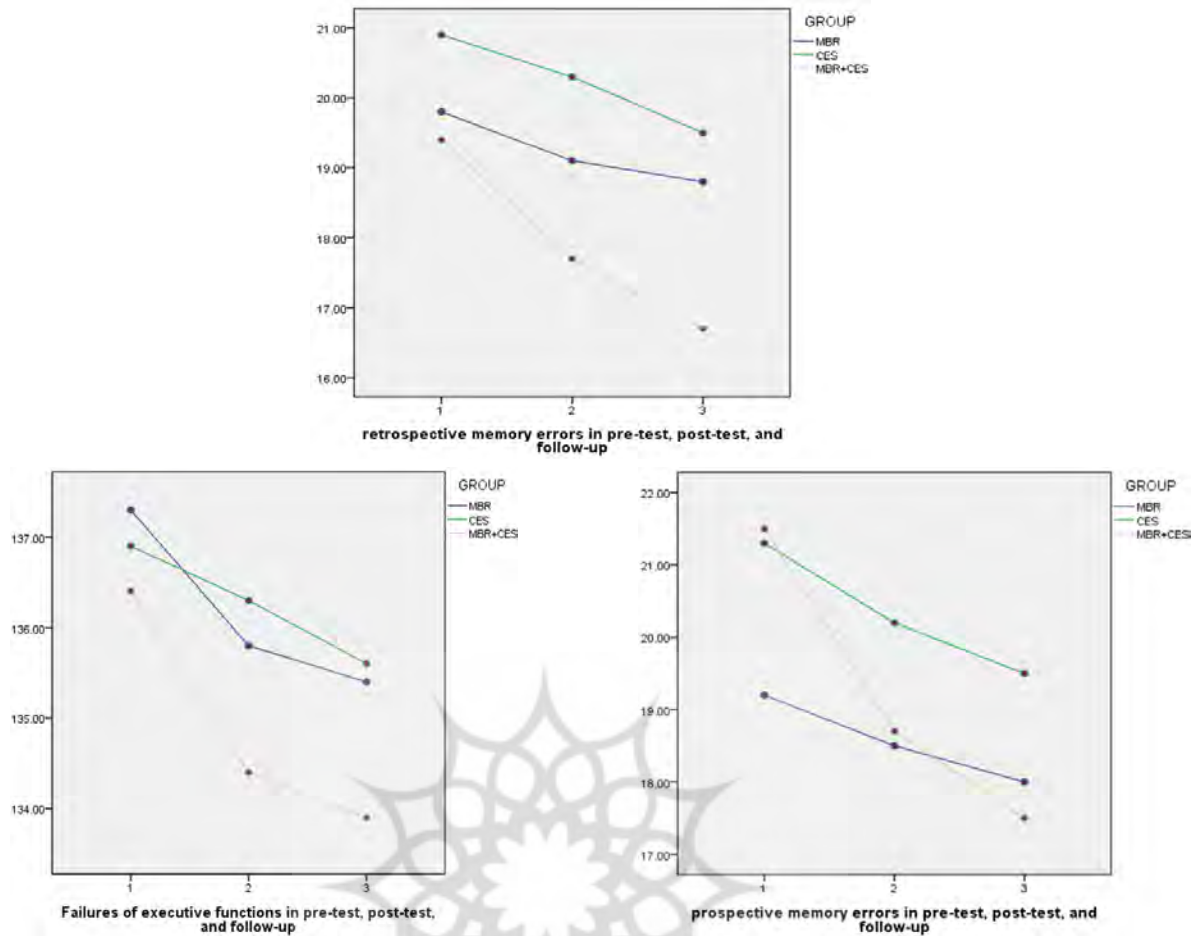 GROUP
MBR
CES
MBR+CES
21.00
20.00
19.00
18.00
17.00
16.00
1 2 3
retrospective memory errors in pre-test, post-test, and
follow-up
GROUP
MBR
CES
MBR+CES
137.00
136.00
135.00
134.00
1 2 3
Failures of executive functions in pre-test, post-test,
and follow-up
GROUP
MBR
CES
MBR+CES
22.00
21.00
20.00
19.00
18.00
17.00
1 2 3
prospective memory errors in pre-test, post-test, and
follow-up